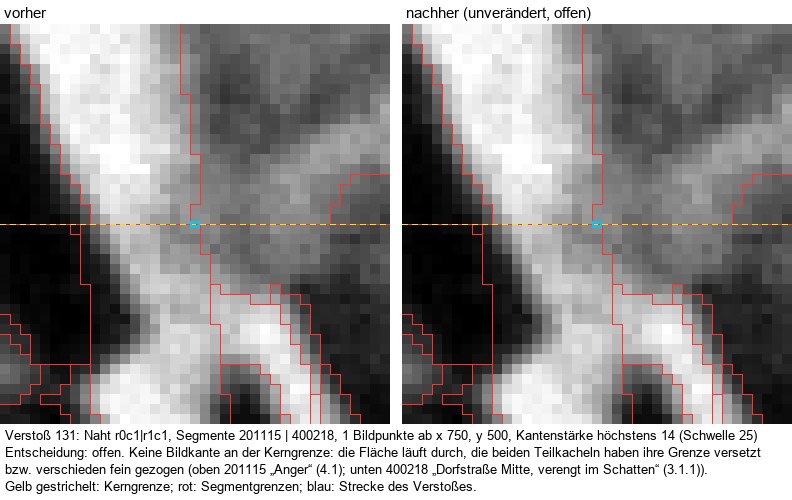 vorher
nachher (unverändert, offen)
Verstoß 131: Naht r0c1|r1c1, Segmente 201115 | 400218, 1 Bildpunkte ab x 750, y 500, Kantenstärke höchstens 14 (Schwelle 25)
Entscheidung: offen. Keine Bildkante an der Kerngrenze: die Fläche läuft durch, die beiden Teilkacheln haben ihre Grenze versetzt
bzw. verschieden fein gezogen (oben 201115 „Anger“ (4.1); unten 400218 „Dorfstraße Mitte, verengt im Schatten“ (3.1.1)).
Gelb gestrichelt: Kerngrenze; rot: Segmentgrenzen; blau: Strecke des Verstoßes.